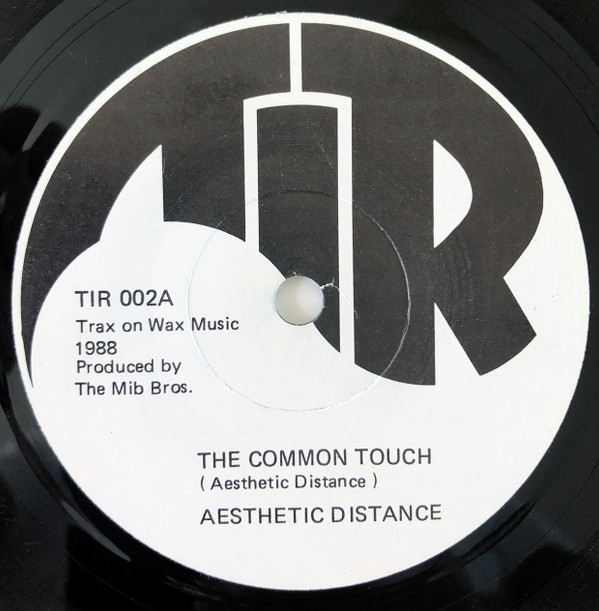 TIR
TIR 002A
Trax on Wax Music
1988
Produced by
The Mib Bros.
THE COMMON TOUCH
( Aesthetic Distance )
AESTHETIC DISTANCE